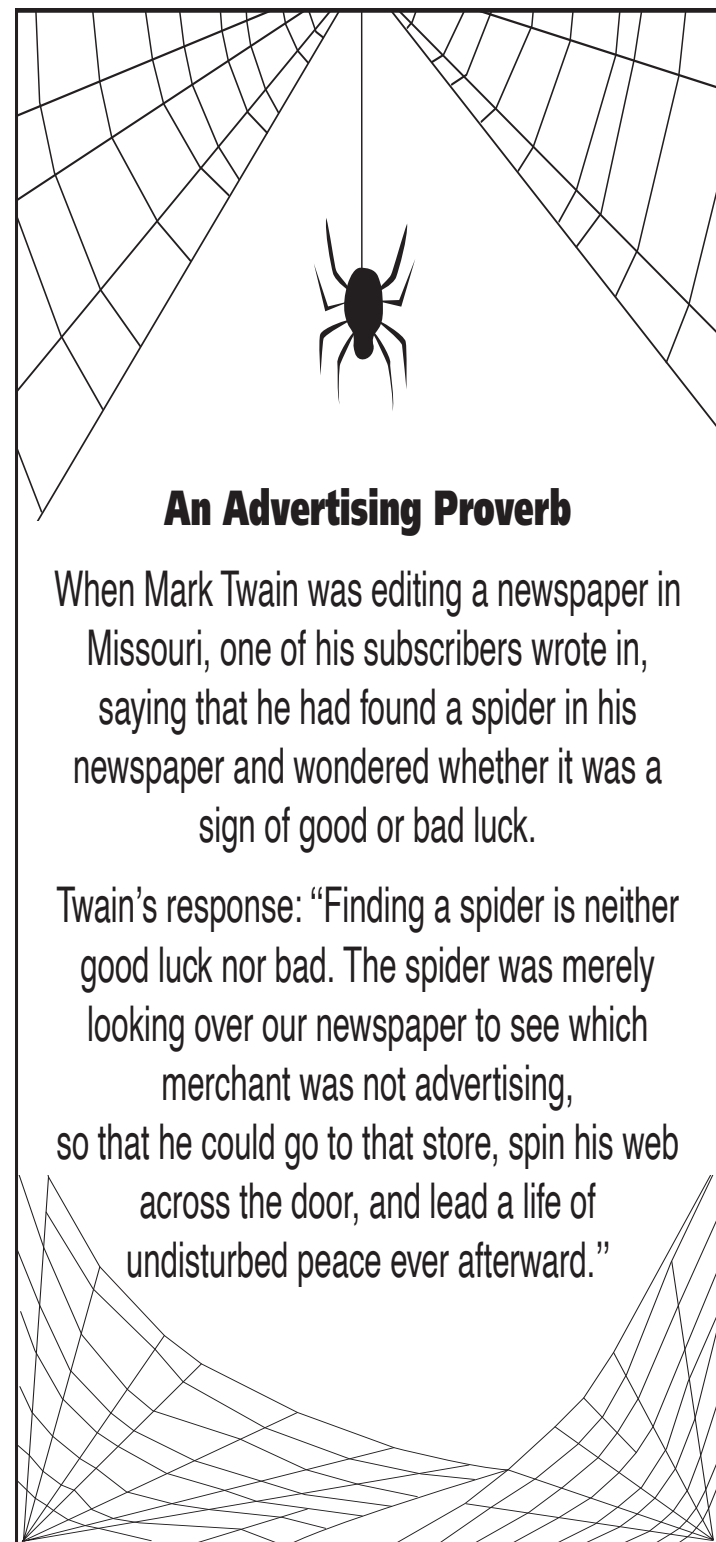 An Advertising Proverb
When Mark Twain was editing a newspaper in
Missouri, one of his subscribers wrote in,
saying that he had found a spider in his
newspaper and wondered whether it was a
sign of good or bad luck.
Twain’s response: “Finding a spider is neither
good luck nor bad. The spider was merely
looking over our newspaper to see which
merchant was not advertising,
so that he could go to that store, spin his web
across the door, and lead a life of
undisturbed peace ever afterward.”